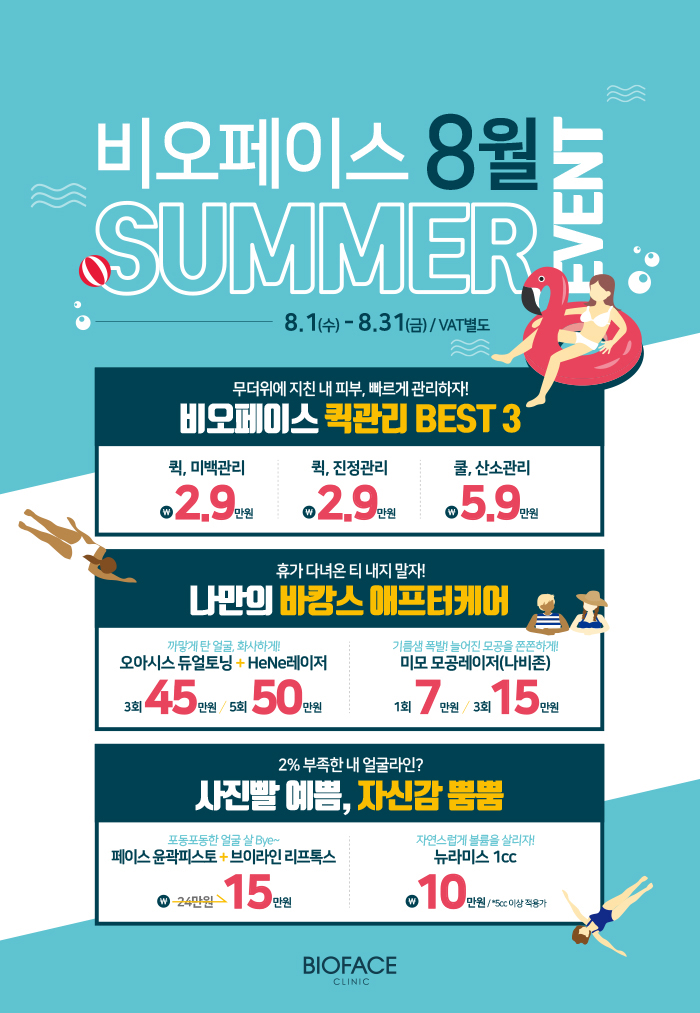 비오페이스 8월
SUMMER
EVENT
8.1(수) - 8.31(금) / VAT별도
무더위에 지친 내 피부, 빠르게 관리하자!
비오페이스 퀵관리 BEST 3
퀵, 미백관리
₩ 2.9만원
퀵, 진정관리
₩ 2.9만원
쿨, 산소관리
₩ 5.9만원
휴가 다녀온 티 내지 말자!
나만의 바캉스 애프터케어
까맣게 탄 얼굴, 화사하게!
오아시스 듀얼토닝 + HeNe레이저
3회 45만원 / 5회 50만원
기름샘 폭발! 늘어진 모공을 쫀쫀하게!
미모 모공레이저(나비존)
1회 7만원 / 3회 15만원
2% 부족한 내 얼굴라인?
사진빨 예쁨, 자신감 뿜뿜
포동포동한 얼굴 살 Bye~
페이스 윤곽피스토 + 브이라인 리프톡스
₩ 24만원 15만원
자연스럽게 볼륨을 살리자!
뉴라미스 1cc
₩ 10만원 / *5cc 이상 적용가
BIOFACE
CLINIC